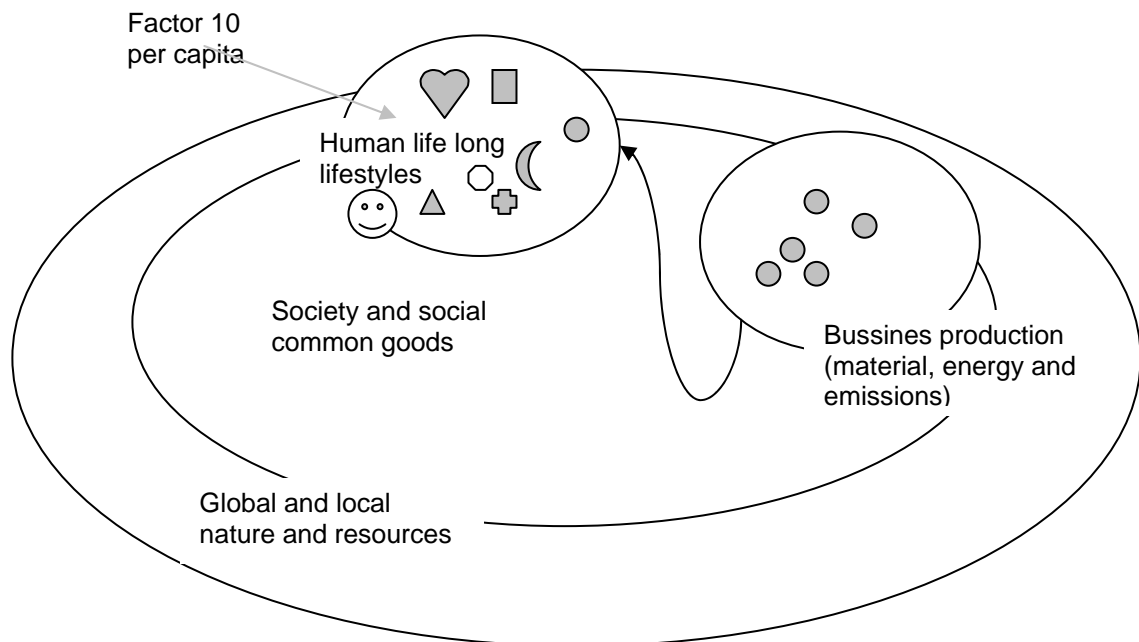 Factor 10
per capita
Human life long
lifestyles
Society and social
common goods
Bussines production
(material, energy and
emissions)
Global and local
nature and resources